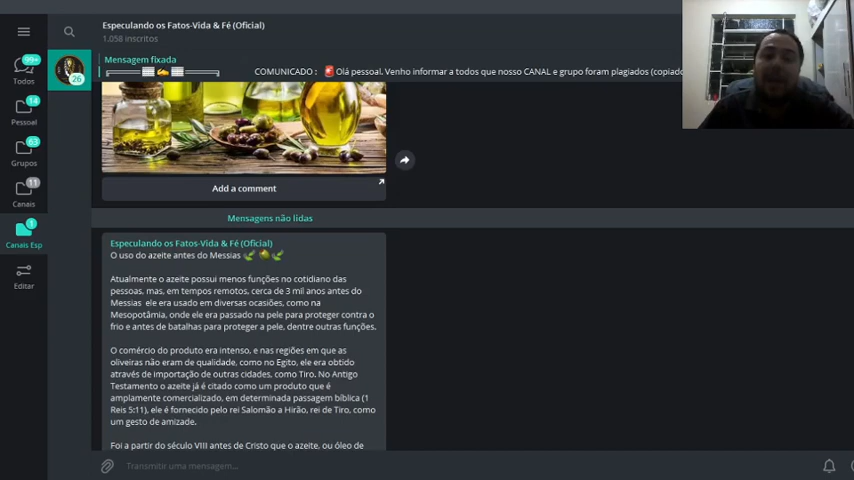 Especulando os Fatos-Vida & Fé (Oficial)
1.058 inscritos
99+
Todos
14
Pessoal
63
Grupos
11
Canais
1
Canais Esp
Editar
26
Mensagem fixada
COMUNICADO : 🚨 Olá pessoal. Venho informar a todos que nosso CANAL e grupo foram plagiados (copiado
Add a comment
Mensagens não lidas
Especulando os Fatos-Vida & Fé (Oficial)
O uso do azeite antes do Messias 🌿 🫒 🌿
Atualmente o azeite possui menos funções no cotidiano das
pessoas, mas, em tempos remotos, cerca de 3 mil anos antes do
Messias ele era usado em diversas ocasiões, como na
Mesopotâmia, onde ele era passado na pele para proteger contra o
frio e antes de batalhas para proteger a pele, dentre outras funções.
O comércio do produto era intenso, e nas regiões em que as
oliveiras não eram de qualidade, como no Egito, ele era obtido
através de importação de outras cidades, como Tiro. No Antigo
Testamento o azeite já é citado como um produto que é
amplamente comercializado, em determinada passagem bíblica (1
Reis 5:11), ele é fornecido pelo rei Salomão a Hirão, rei de Tiro, como
um gesto de amizade.
Foi a partir do século VIII antes de Cristo que o azeite, ou óleo de
Transmitir uma mensagem...